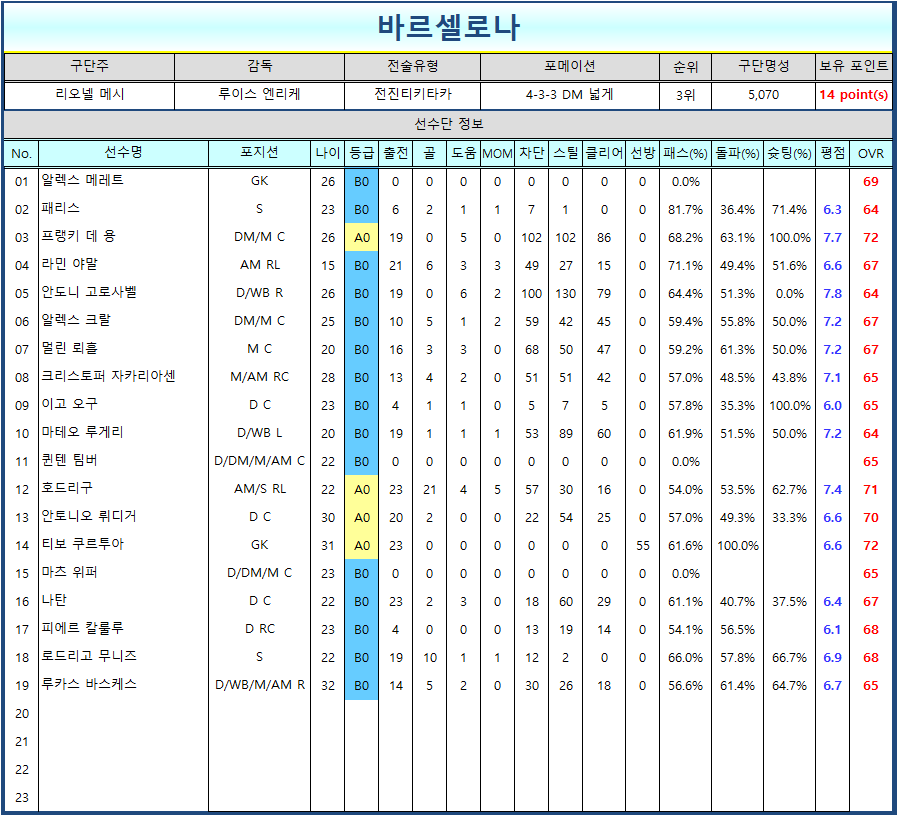 바르셀로나
구단주 감독 전술유형 포메이션 순위 구단명성 보유 포인트
리오넬 메시 루이스 엔리케 전진티키타카 4-3-3 DM 넓게 3위 5,070 14 point(s)
선수단 정보
No. 선수명 포지션 나이 등급 출전 골 도움 MOM 차단 스틸 클리어 선방 패스(%) 돌파(%) 슛팅(%) 평점 OVR
01 알렉스 메레트 GK 26 B0 0 0 0 0 0 0 0 0 0.0% 69
02 패리스 S 23 B0 6 2 1 1 7 1 0 0 81.7% 36.4% 71.4% 6.3 64
03 프랭키 데 용 DM/M C 26 A0 19 0 5 0 102 102 86 0 68.2% 63.1% 100.0% 7.7 72
04 라민 야말 AM RL 15 B0 21 6 3 3 49 27 15 0 71.1% 49.4% 51.6% 6.6 67
05 안도니 고로사벨 D/WB R 26 B0 19 0 6 2 100 130 79 0 64.4% 51.3% 0.0% 7.8 64
06 알렉스 크랄 DM/M C 25 B0 10 5 1 2 59 42 45 0 59.4% 55.8% 50.0% 7.2 67
07 멀린 뢰홀 M C 20 B0 16 3 3 0 68 50 47 0 59.2% 61.3% 50.0% 7.2 67
08 크리스토퍼 자카리아센 M/AM RC 28 B0 13 4 2 0 51 51 42 0 57.0% 48.5% 43.8% 7.1 65
09 이고 오구 D C 23 B0 4 1 1 0 5 7 5 0 57.8% 35.3% 100.0% 6.0 65
10 마테오 루게리 D/WB L 20 B0 19 1 1 1 53 89 60 0 61.9% 51.5% 50.0% 7.2 64
11 퀸텐 팀버 D/DM/M/AM C 22 B0 0 0 0 0 0 0 0 0 0.0% 65
12 호드리구 AM/S RL 22 A0 23 21 4 5 57 30 16 0 54.0% 53.5% 62.7% 7.4 71
13 안토니오 뤼디거 D C 30 A0 20 2 0 0 22 54 25 0 57.0% 49.3% 33.3% 6.6 70
14 티보 쿠르투아 GK 31 A0 23 0 0 0 0 0 0 55 61.6% 100.0% 6.6 72
15 마츠 위퍼 D/DM/M C 23 B0 0 0 0 0 0 0 0 0 0.0% 65
16 나탄 D C 22 B0 23 2 3 0 18 60 29 0 61.1% 40.7% 37.5% 6.4 67
17 피에르 칼룰루 D RC 23 B0 4 0 0 0 13 19 14 0 54.1% 56.5% 6.1 68
18 로드리고 무니즈 S 22 B0 19 10 1 1 12 2 0 0 66.0% 57.8% 66.7% 6.9 68
19 루카스 바스케스 D/WB/M/AM R 32 B0 14 5 2 0 30 26 18 0 56.6% 61.4% 64.7% 6.7 65
20
21
22
23